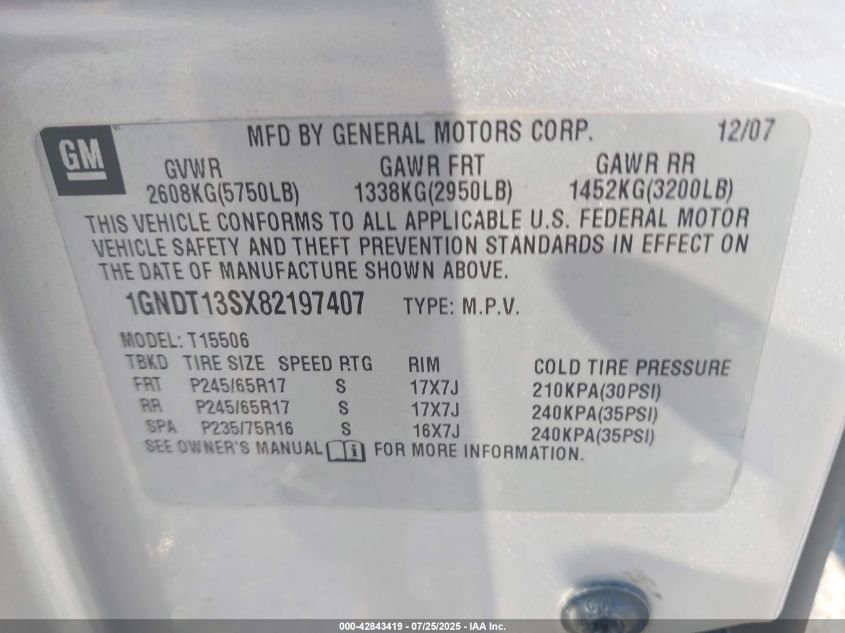 GM
MFD BY GENERAL MOTORS CORP. 12/07
GVWR GAWR FRT GAWR RR
2608KG(5750LB) 1338KG(2950LB) 1452KG(3200LB)
THIS VEHICLE CONFORMS TO ALL APPLICABLE U.S. FEDERAL MOTOR
VEHICLE SAFETY AND THEFT PREVENTION STANDARDS IN EFFECT ON
THE DATE OF MANUFACTURE SHOWN ABOVE.
1GNDT13SX82197407 TYPE: M.P.V.
MODEL: T15506
TBKD TIRE SIZE SPEED RTG RIM COLD TIRE PRESSURE
FRT P245/65R17 S 17X7J 210KPA(30PSI)
RR P245/65R17 S 17X7J 240KPA(35PSI)
SPA P235/75R16 S 16X7J 240KPA(35PSI)
SEE OWNER'S MANUAL i FOR MORE INFORMATION.
000-42843419 - 07/25/2025 - IAA Inc.